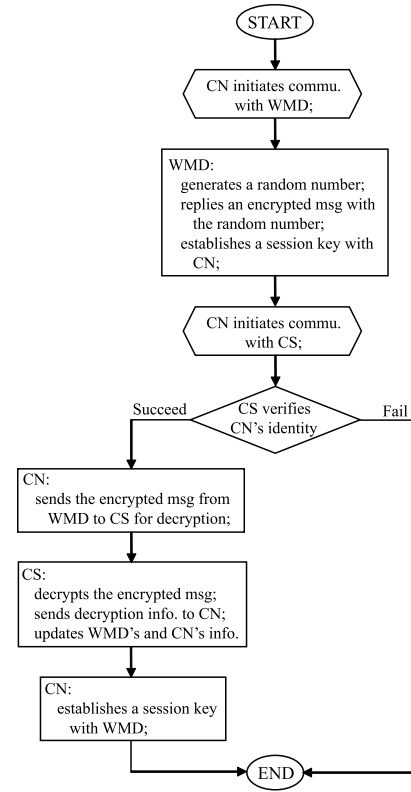 START
CN initiates commu.
with WMD;
WMD:
generates a random number;
replies an encrypted msg with
the random number;
establishes a session key with
CN;
CN initiates commu.
with CS;
CS verifies
CN's identity
Succeed
Fail
CN:
sends the encrypted msg from
WMD to CS for decryption;
CS:
decrypts the encrypted msg;
sends decryption info. to CN;
updates WMD's and CN's info.
CN:
establishes a session key
with WMD;
END